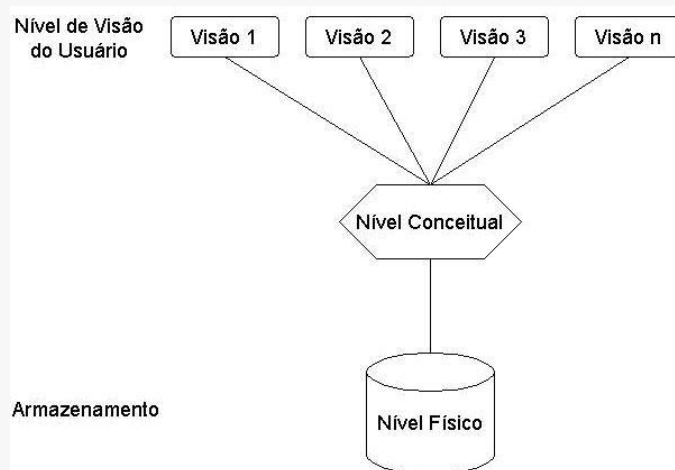 Nível de Visão
do Usuário
Visão 1
Visão 2
Visão 3
Visão n
Nível Conceitual
Armazenamento
Nível Físico